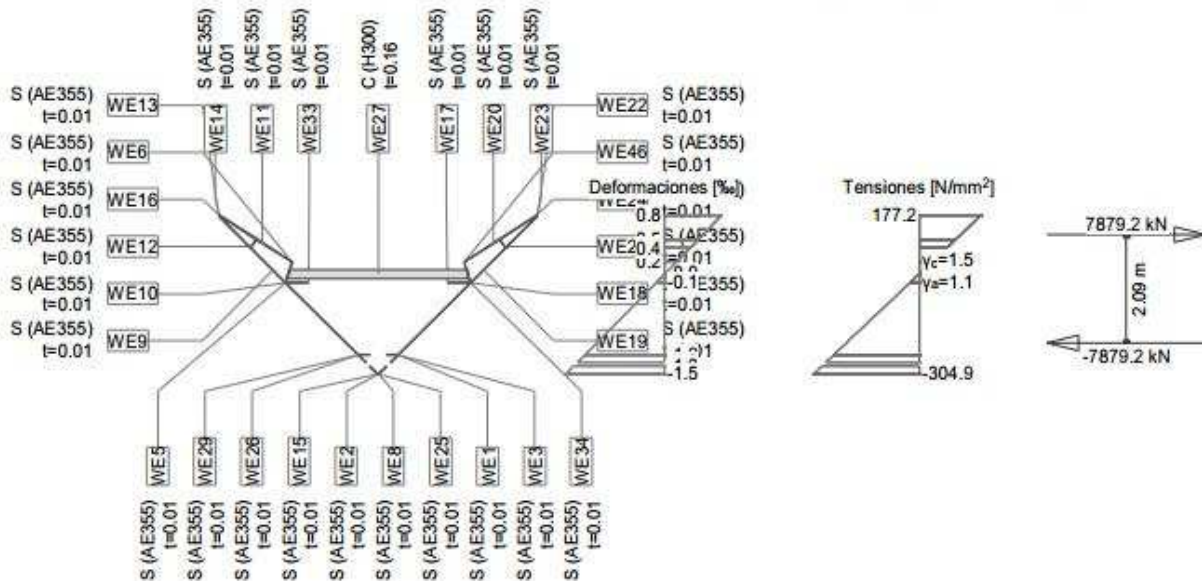 S (AE355) t=0.01
S (AE355) t=0.01
S (AE355) t=0.01
C (H300) t=0.16
S (AE355) t=0.01
S (AE355) t=0.01
S (AE355) t=0.01
WE14
WE11
WE33
WE27
WE17
WE20
WE23
S (AE355) t=0.01 WE13
S (AE355) t=0.01 WE6
S (AE355) t=0.01 WE16
S (AE355) t=0.01 WE12
S (AE355) t=0.01 WE10
S (AE355) t=0.01 WE9
WE22 S (AE355) t=0.01
WE46 S (AE355) t=0.01
t=0.01
WE18
t=0.01
WE19
Deformaciones [‰]
0.8
0.4
0.2
-0.1
-1.5
Tensiones [N/mm²]
177.2
γc=1.5
γa=1.1
-304.9
7879.2 kN
2.09 m
-7879.2 kN
WE5
WE29
WE26
WE15
WE2
WE8
WE25
WE1
WE3
WE34
S (AE355) t=0.01
S (AE355) t=0.01
S (AE355) t=0.01
S (AE355) t=0.01
S (AE355) t=0.01
S (AE355) t=0.01
S (AE355) t=0.01
S (AE355) t=0.01
S (AE355) t=0.01
S (AE355) t=0.01